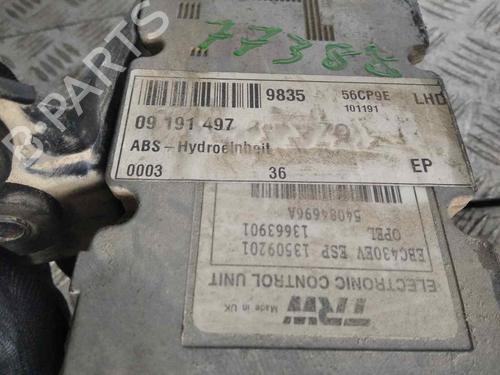 77388
9835
56CP9E
LHD
101191
09 191 497
ABS-Hydroeinheit
EP
0003
36
54084696A
OPEL 13663901
EBC430EV ESP 13509201
ELECTRONIC CONTROL UNIT
TRW
Made in UK
B-PARTS